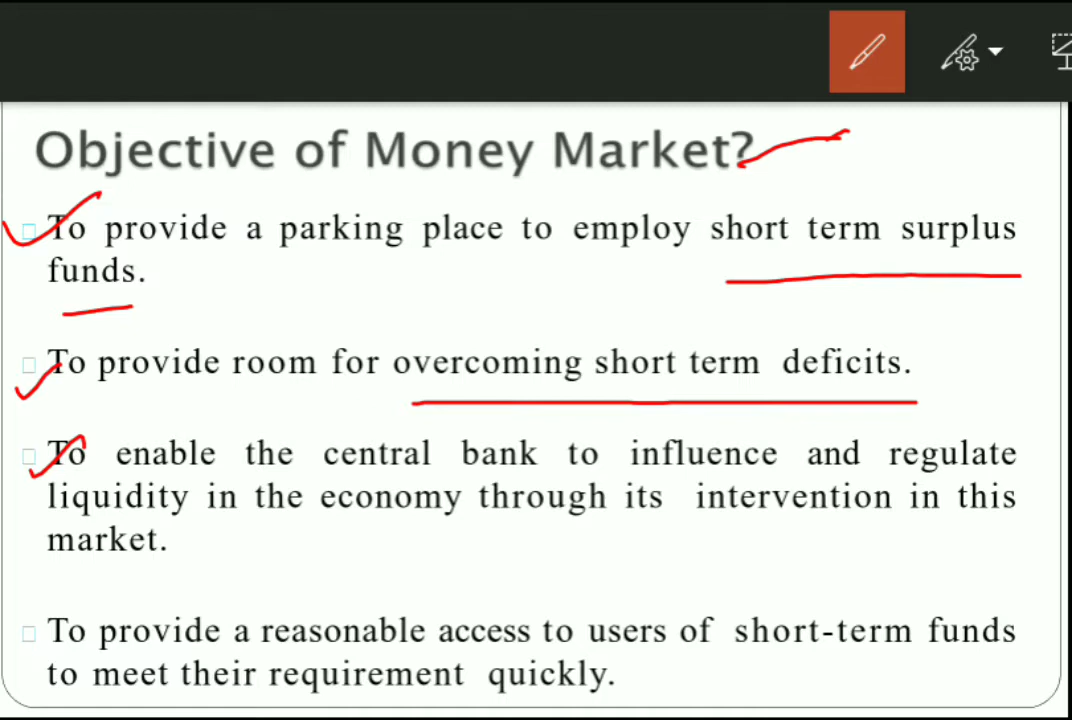 Objective of Money Market?
To provide a parking place to employ short term surplus
funds.
To provide room for overcoming short term deficits.
To enable the central bank to influence and regulate
liquidity in the economy through its intervention in this
market.
To provide a reasonable access to users of short-term funds
to meet their requirement quickly.